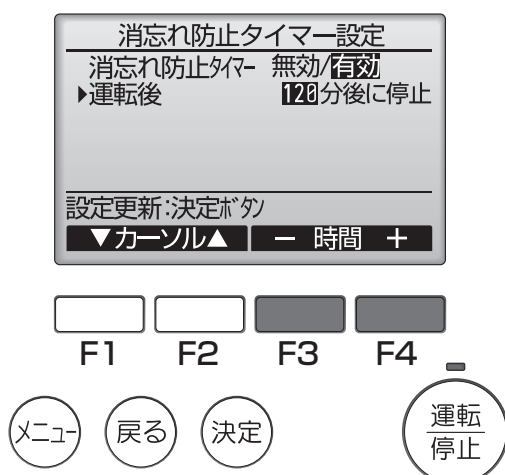 消忘れ防止タイマー設定
消忘れ防止ﾀｲﾏｰ 無効/有効
▶運転後 120分後に停止
設定更新:決定ﾎﾞﾀﾝ
▼カーソル▲ － 時間 ＋
F1 F2 F3 F4
メニュー 戻る 決定 運転
停止